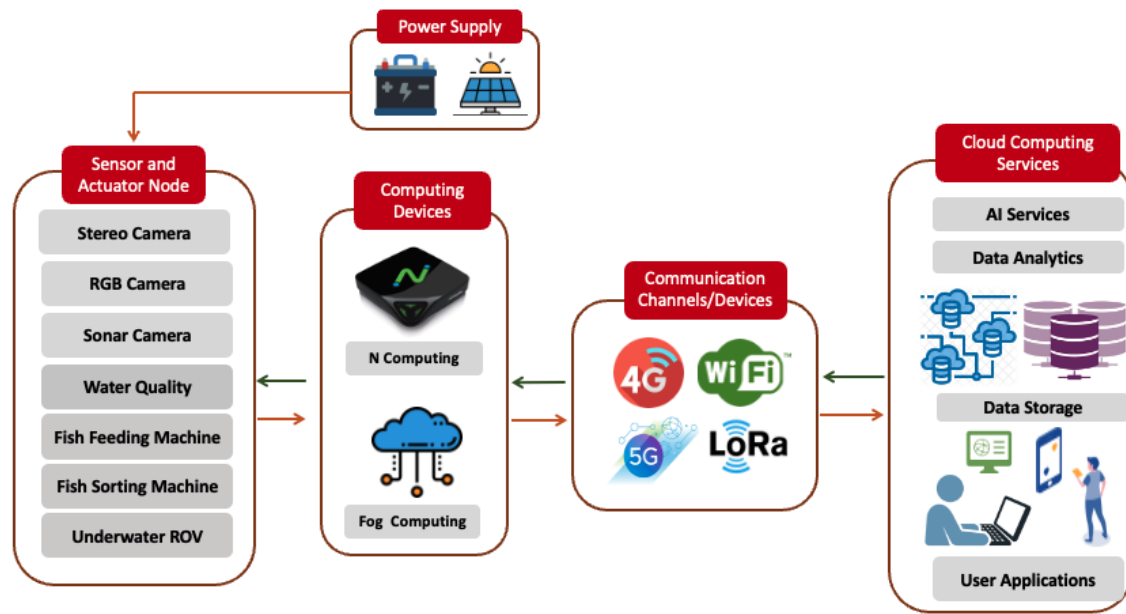 Power Supply
Sensor and
Actuator Node
Stereo Camera
RGB Camera
Sonar Camera
Water Quality
Fish Feeding Machine
Fish Sorting Machine
Underwater ROV
Computing
Devices
N Computing
Fog Computing
Communication
Channels/Devices
4G
WiFi
TM
5G
LoRa
Cloud Computing
Services
AI Services
Data Analytics
Data Storage
User Applications